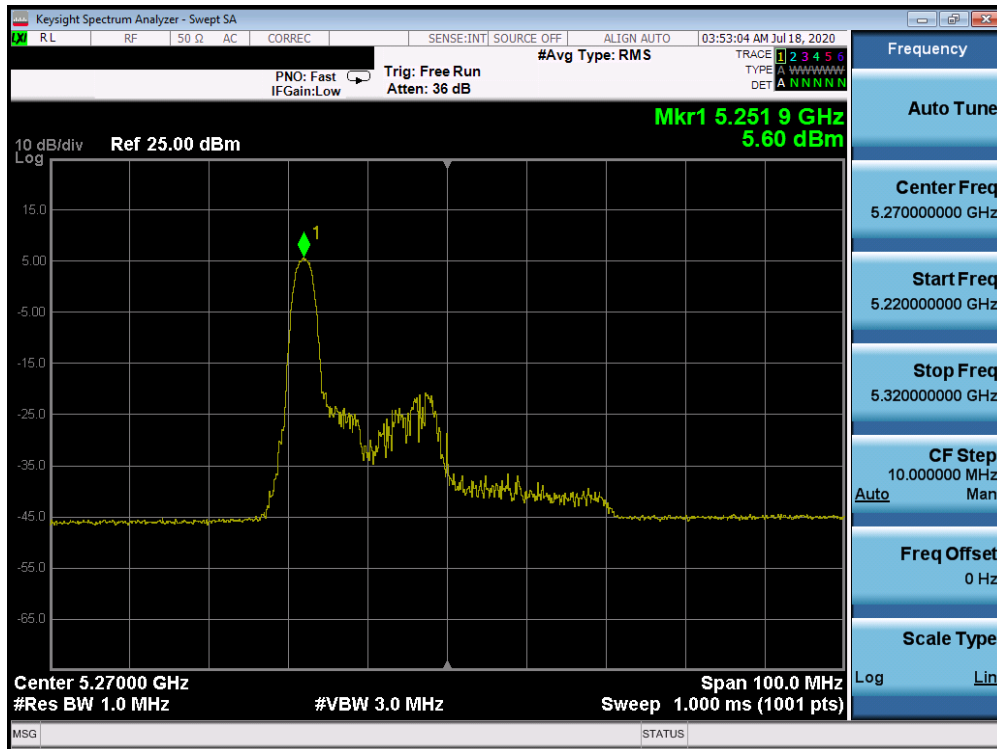 Keysight Spectrum Analyzer - Swept SA
LXI RL RF 50 Ω AC CORREC SENSE:INT SOURCE OFF ALIGN AUTO 03:53:04 AM Jul 18, 2020
Frequency
#Avg Type: RMS
TRACE 1 2 3 4 5 6
PNO: Fast Trig: Free Run
TYPE A WWWWW
IFGain:Low Atten: 36 dB
DET A N N N N N
Auto Tune
Mkr1 5.251 9 GHz
5.60 dBm
10 dB/div Ref 25.00 dBm
Log
Center Freq
5.270000000 GHz
15.0
1
5.00
Start Freq
5.220000000 GHz
-5.00
-15.0
Stop Freq
5.320000000 GHz
-25.0
-35.0
CF Step
10.000000 MHz
Auto Man
-45.0
-55.0
Freq Offset
0 Hz
-65.0
Scale Type
Log Lin
Center 5.27000 GHz Span 100.0 MHz
#Res BW 1.0 MHz #VBW 3.0 MHz Sweep 1.000 ms (1001 pts)
MSG STATUS